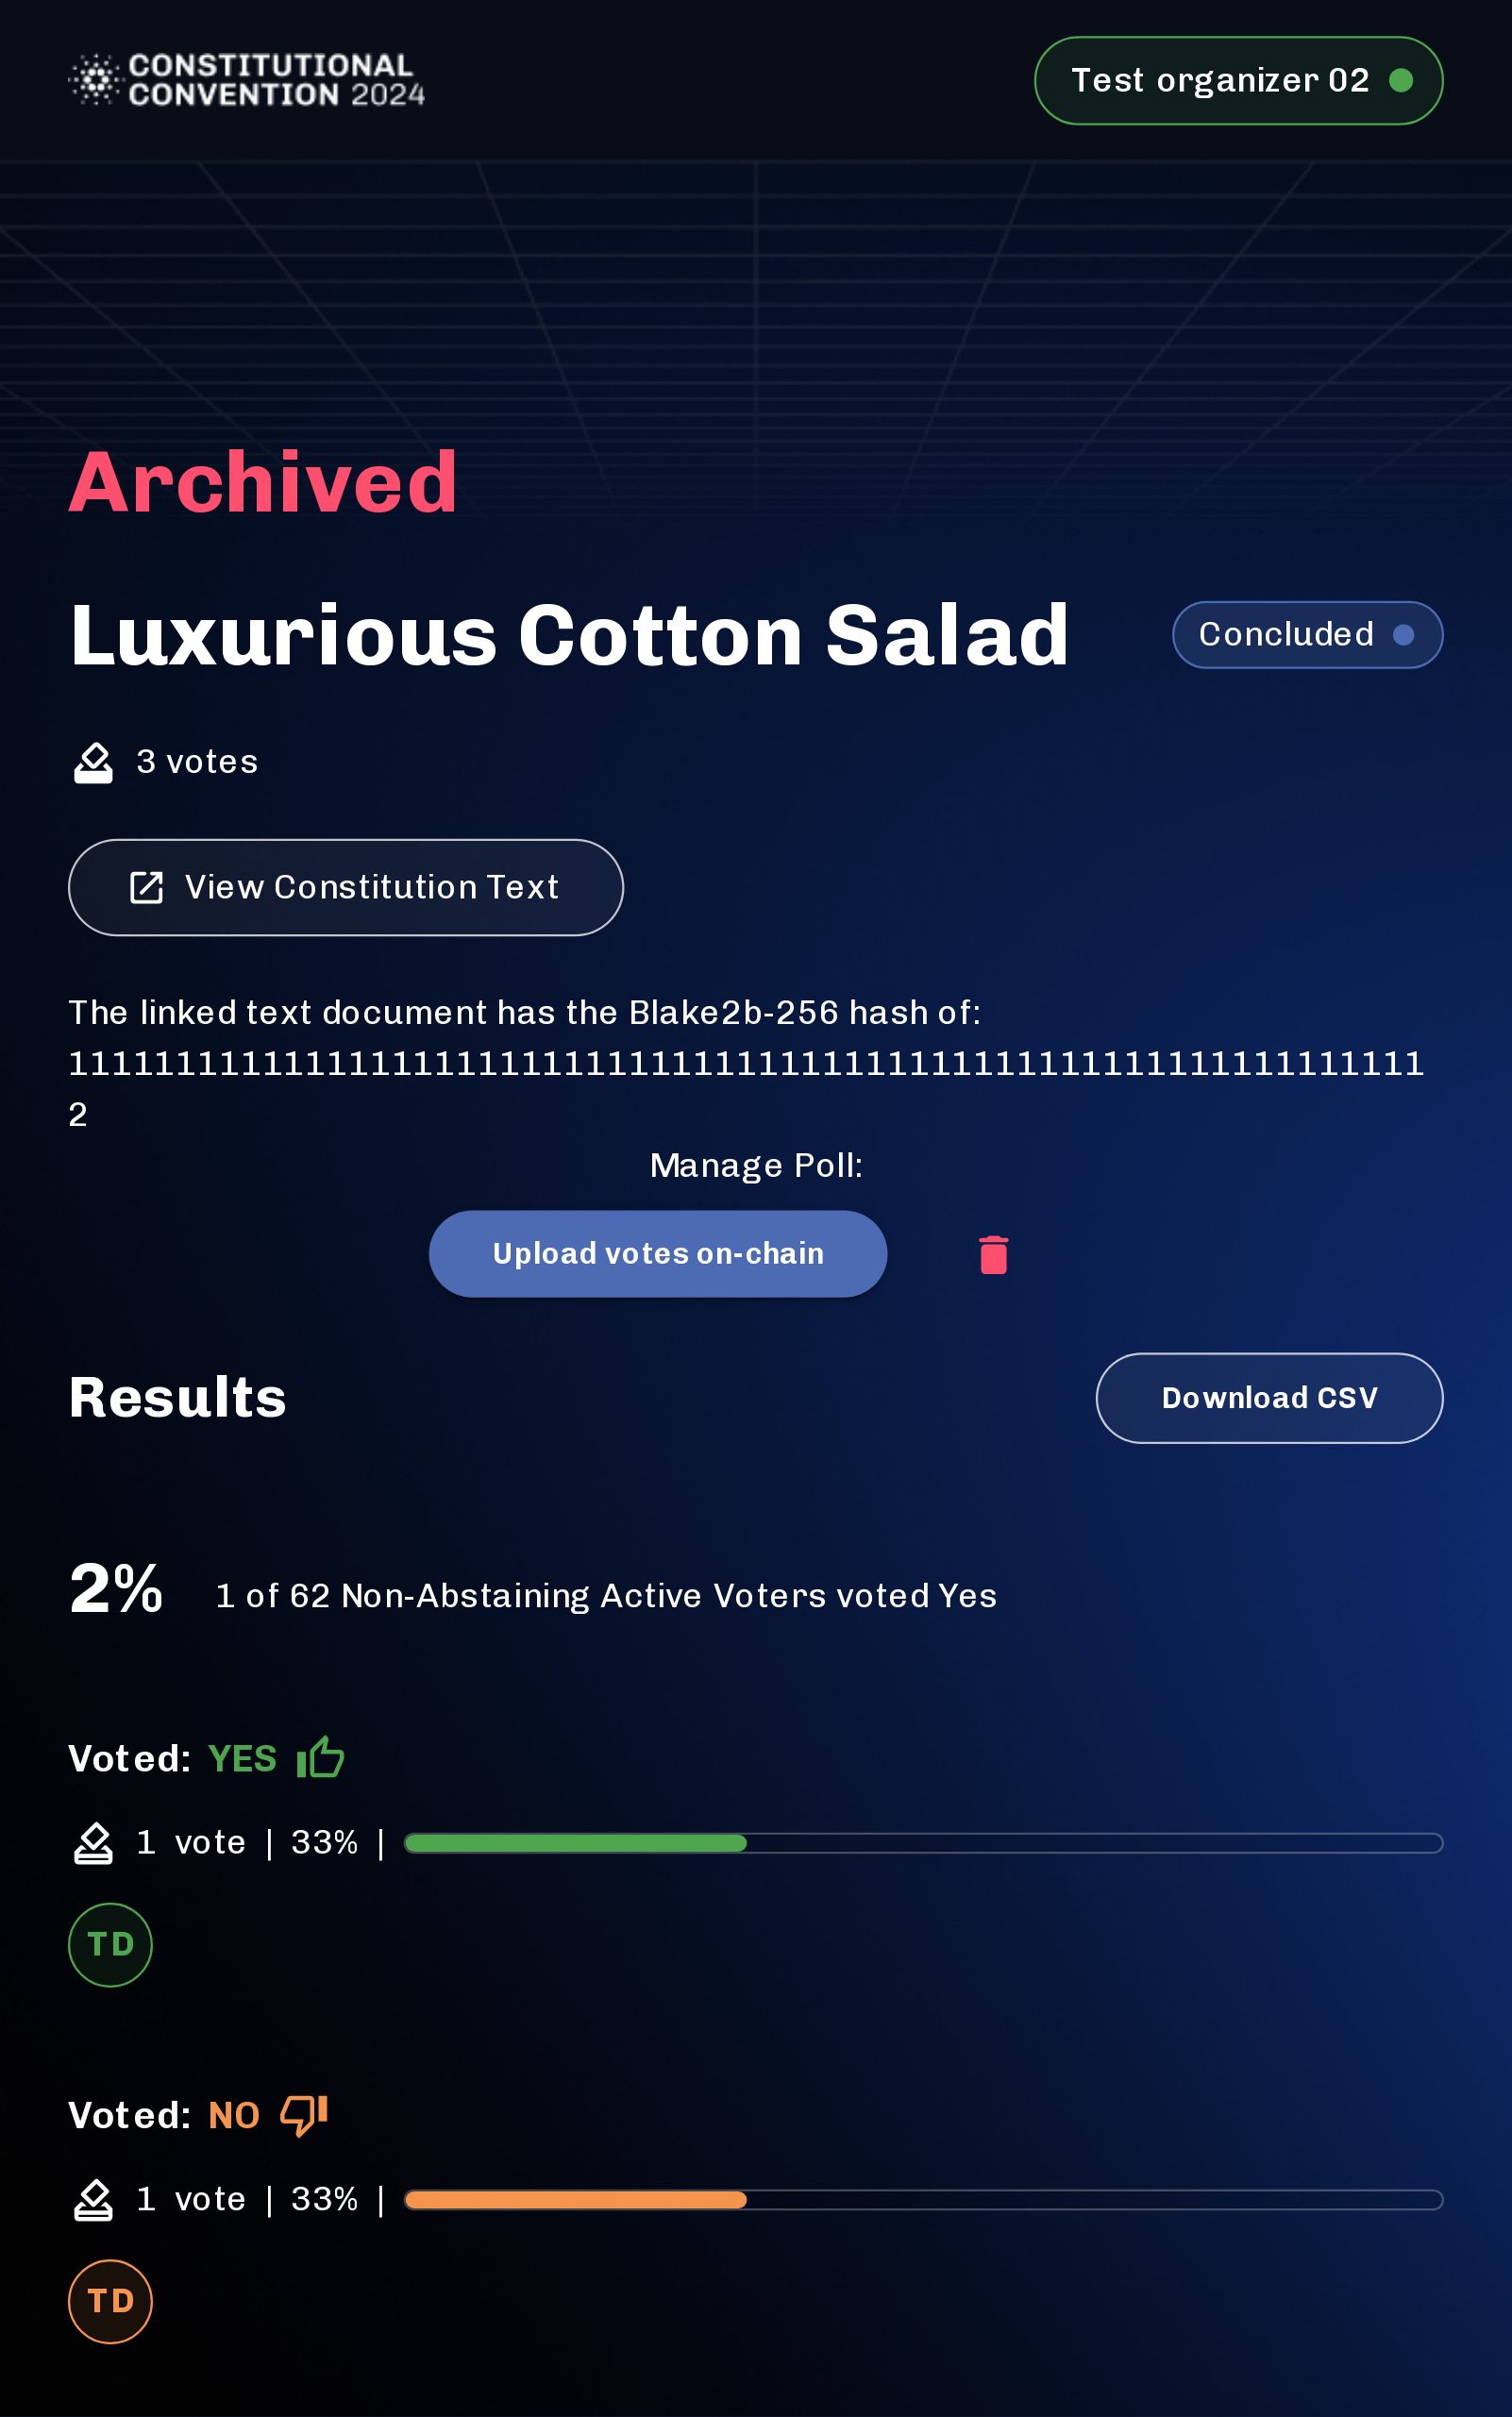 CONSTITUTIONAL
CONVENTION 2024
Test organizer 02
Archived
Luxurious Cotton Salad
Concluded
3 votes
View Constitution Text
The linked text document has the Blake2b-256 hash of:
111111111111111111111111111111111111111111111111111111111111111
2
Manage Poll:
Upload votes on-chain
Results
Download CSV
2%
1 of 62 Non-Abstaining Active Voters voted Yes
Voted: YES
1 vote | 33% |
TD
Voted: NO
1 vote | 33% |
TD